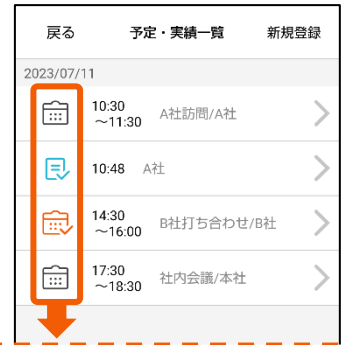 戻る 予定・実績一覧 新規登録
2023/07/11
10:30
～11:30 A社訪問/A社
10:48 A社
14:30
～16:00 B社打ち合わせ/B社
17:30
～18:30 社内会議/本社